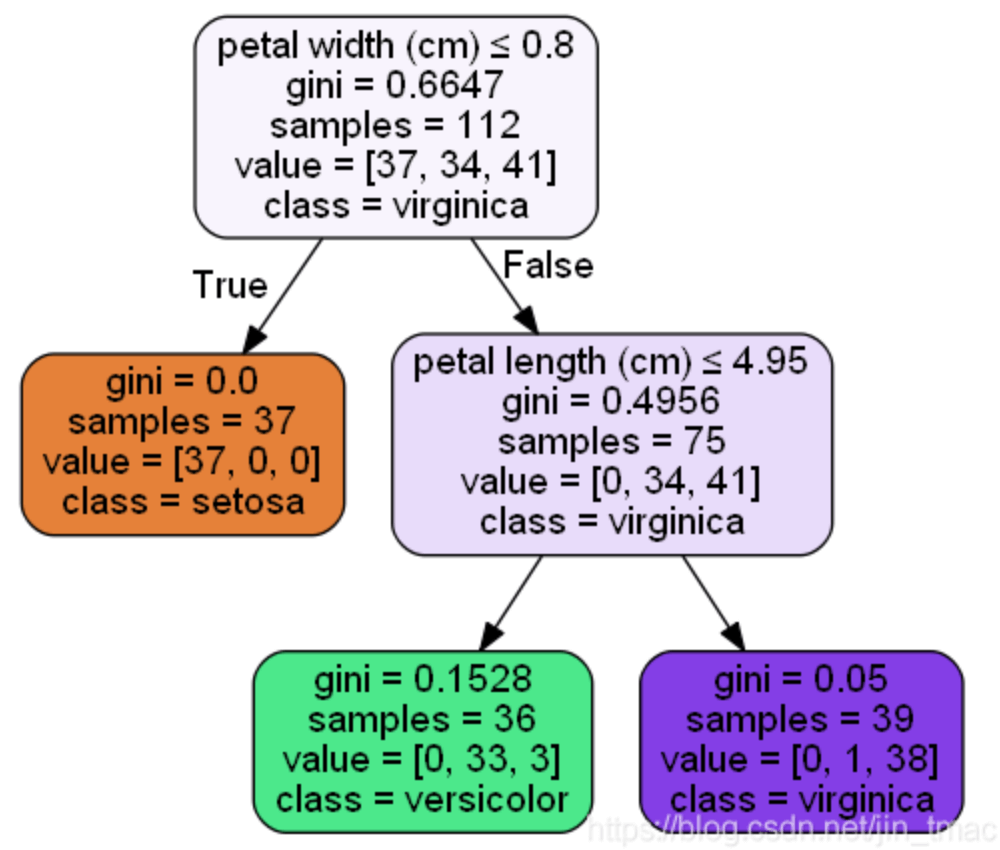 petal width (cm) ≤ 0.8
gini = 0.6647
samples = 112
value = [37, 34, 41]
class = virginica
True
False
gini = 0.0
samples = 37
value = [37, 0, 0]
class = setosa
petal length (cm) ≤ 4.95
gini = 0.4956
samples = 75
value = [0, 34, 41]
class = virginica
gini = 0.1528
samples = 36
value = [0, 33, 3]
class = versicolor
gini = 0.05
samples = 39
value = [0, 1, 38]
class = virginica
https://blog.csdn.net/jin_tmac